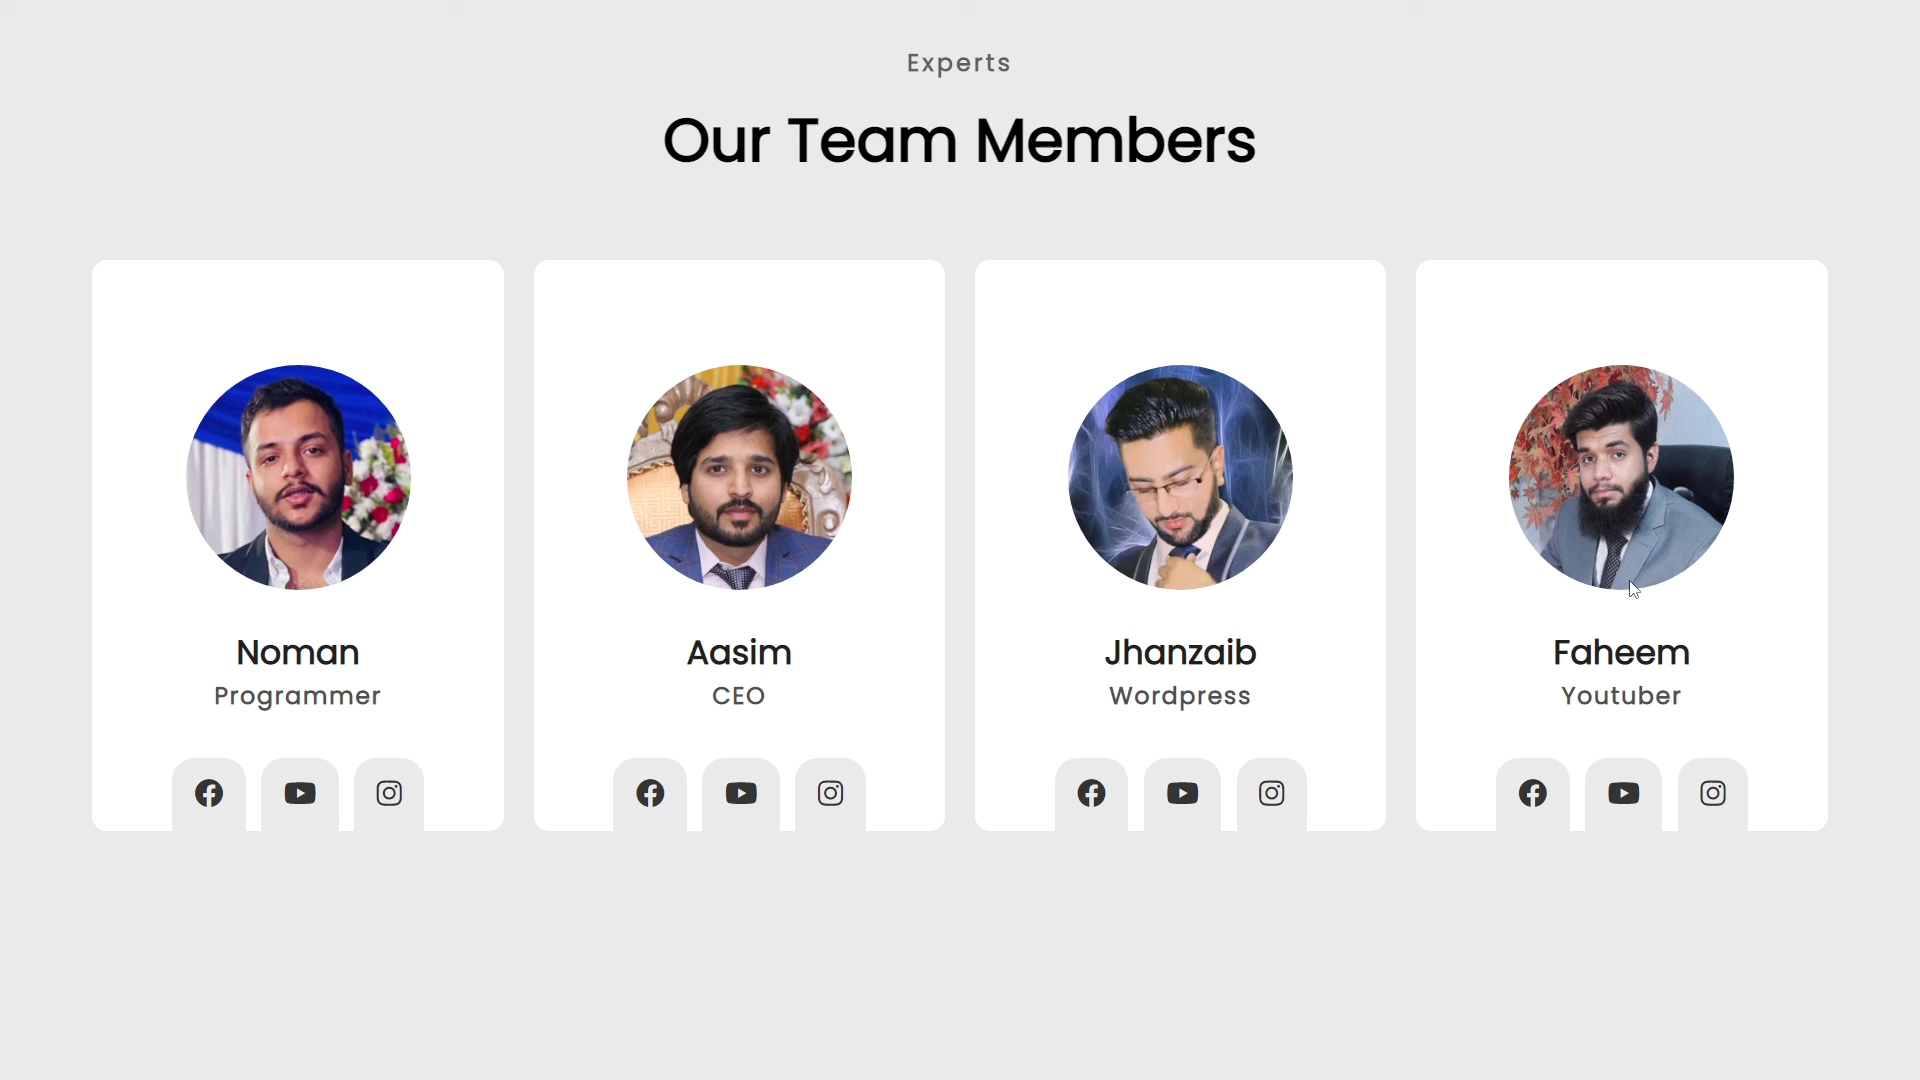 Experts
Our Team Members
Noman
Programmer
Aasim
CEO
Jhanzaib
Wordpress
Faheem
Youtuber